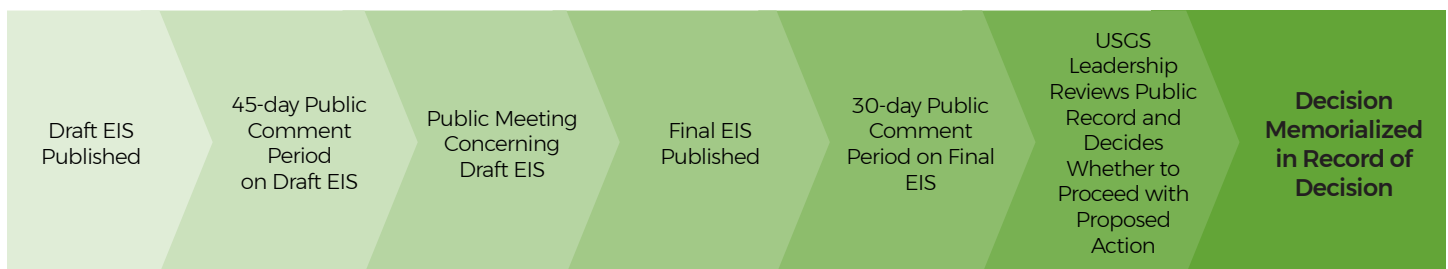 Draft EIS
Published
45-day Public
Comment
Period
on Draft EIS
Public Meeting
Concerning
Draft EIS
Final EIS
Published
30-day Public
Comment
Period on Final
EIS
USGS
Leadership
Reviews Public
Record and
Decides
Whether to
Proceed with
Proposed
Action
Decision
Memorialized
in Record of
Decision